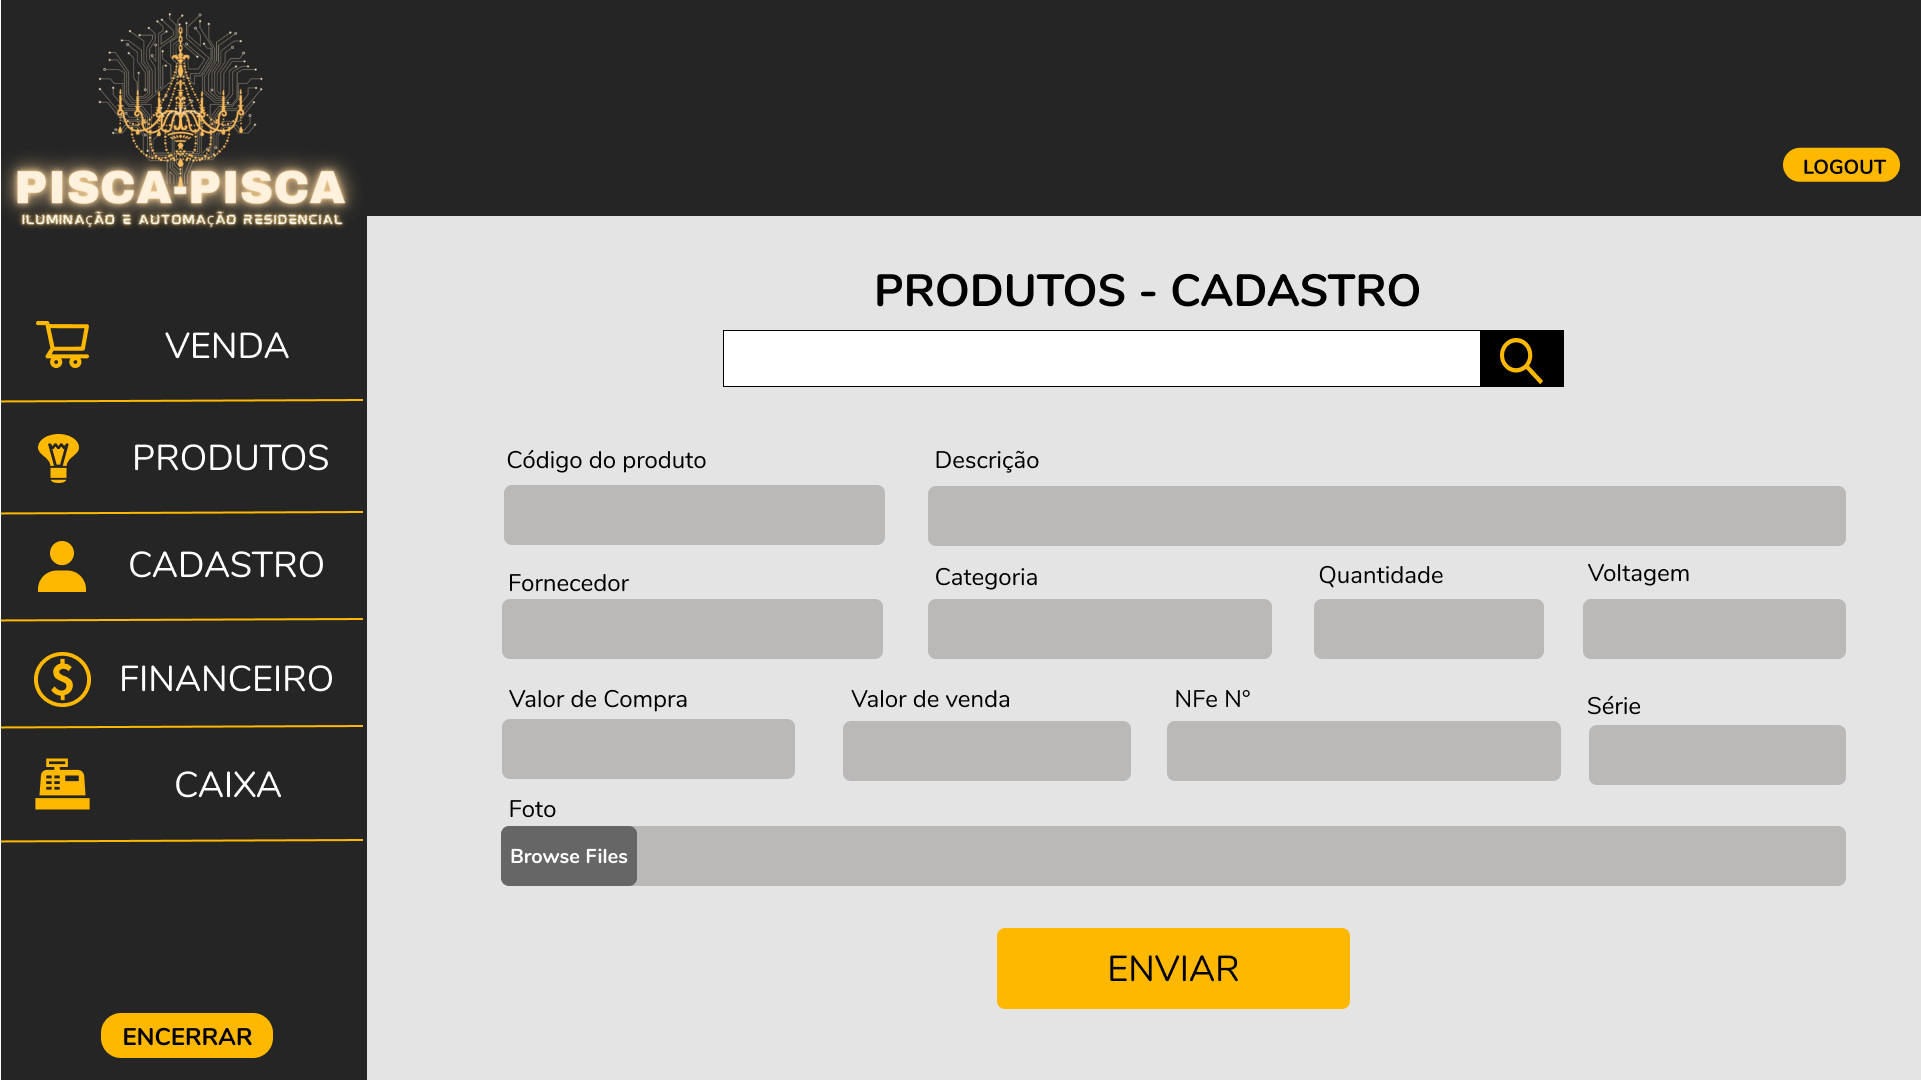 PISCA-PISCA
ILUMINAÇÃO E AUTOMAÇÃO RESIDENCIAL
LOGOUT
VENDA
PRODUTOS
CADASTRO
FINANCEIRO
CAIXA
ENCERRAR
PRODUTOS - CADASTRO
Código do produto
Descrição
Fornecedor
Categoria
Quantidade
Voltagem
Valor de Compra
Valor de venda
NFe Nº
Série
Foto
Browse Files
ENVIAR